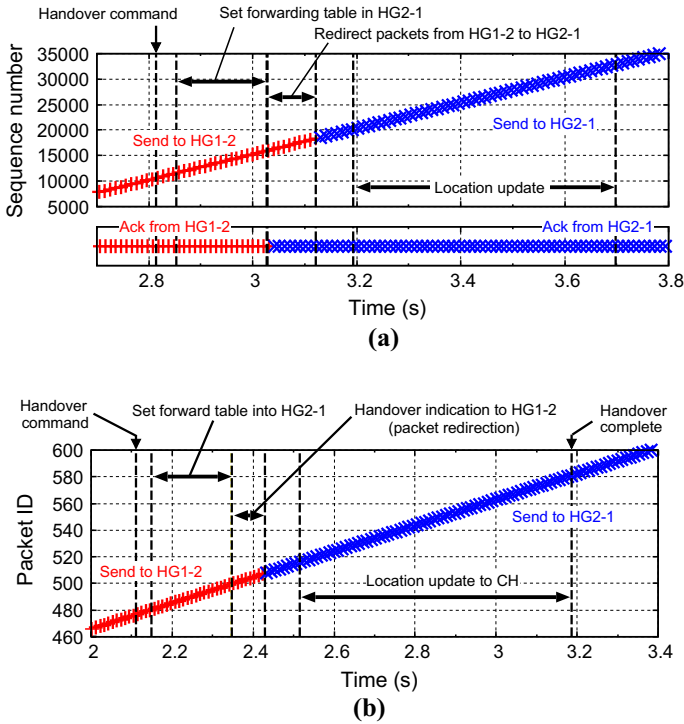 Set forwarding table in HG2-1
Handover command
Redirect packets from HG1-2 to HG2-1
Sequence number
35000
30000
25000
20000
15000
10000
5000
Send to HG1-2
Send to HG2-1
Location update
Ack from HG1-2
Ack from HG2-1
2.8
3
3.2
3.4
3.6
3.8
Time (s)
(a)
Handover
command
Set forward table into HG2-1
Handover indication to HG1-2
(packet redirection)
Handover
complete
Packet ID
600
580
560
540
520
500
480
460
Send to HG1-2
Send to HG2-1
Location update to CH
2
2.2
2.4
2.6
2.8
3
3.2
3.4
Time (s)
(b)